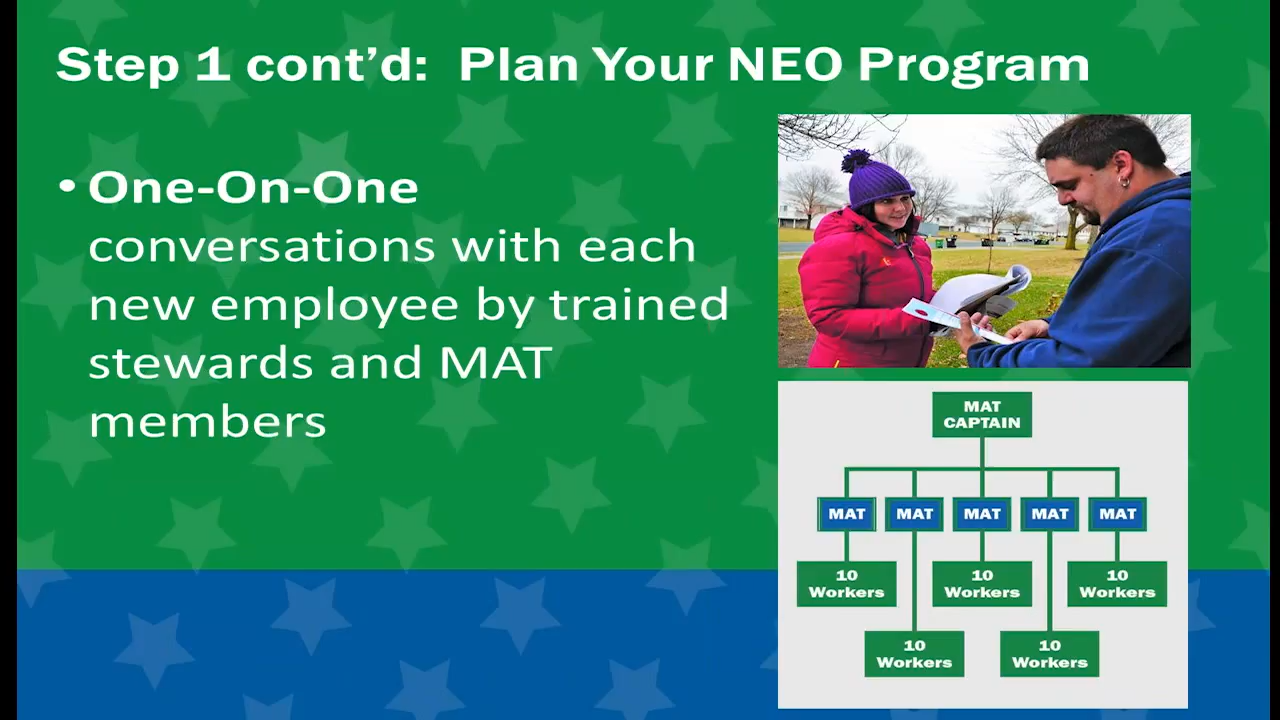 Step 1 cont’d:  Plan Your NEO Program
• One-On-One
conversations with each
new employee by trained
stewards and MAT
members
MAT
CAPTAIN
MAT
MAT
MAT
MAT
MAT
10
Workers
10
Workers
10
Workers
10
Workers
10
Workers